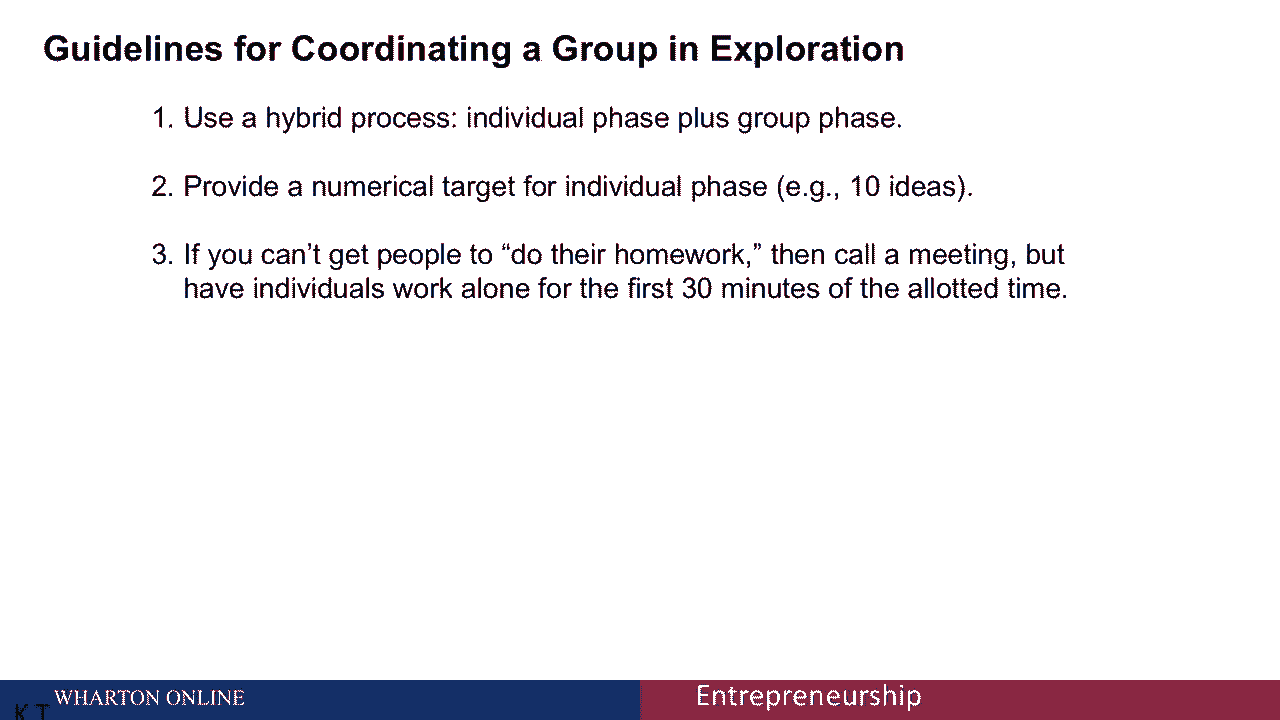 Guidelines for Coordinating a Group in Exploration
1. Use a hybrid process: individual phase plus group phase.
2. Provide a numerical target for individual phase (e.g., 10 ideas).
3. If you can’t get people to “do their homework,” then call a meeting, but
have individuals work alone for the first 30 minutes of the allotted time.
WHARTON ONLINE
Entrepreneurship
K T